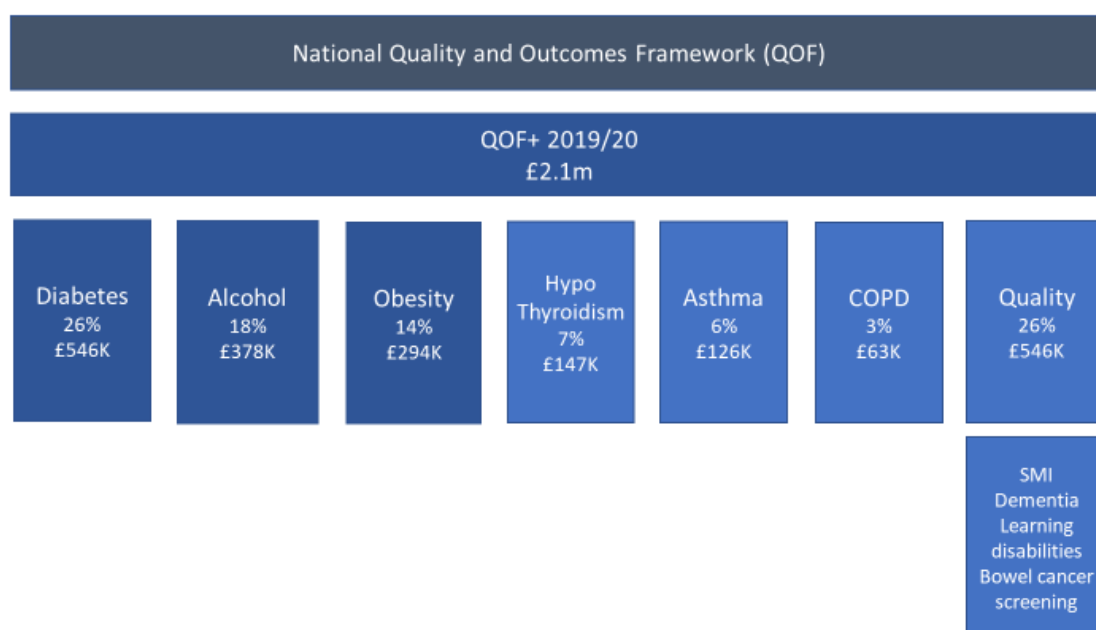 National Quality and Outcomes Framework (QOF)
QOF+ 2019/20
£2.1m
Diabetes
26%
£546K
Alcohol
18%
£378K
Obesity
14%
£294K
Hypo
Thyroidism
7%
£147K
Asthma
6%
£126K
COPD
3%
£63K
Quality
26%
£546K
SMI
Dementia
Learning
disabilities
Bowel cancer
screening